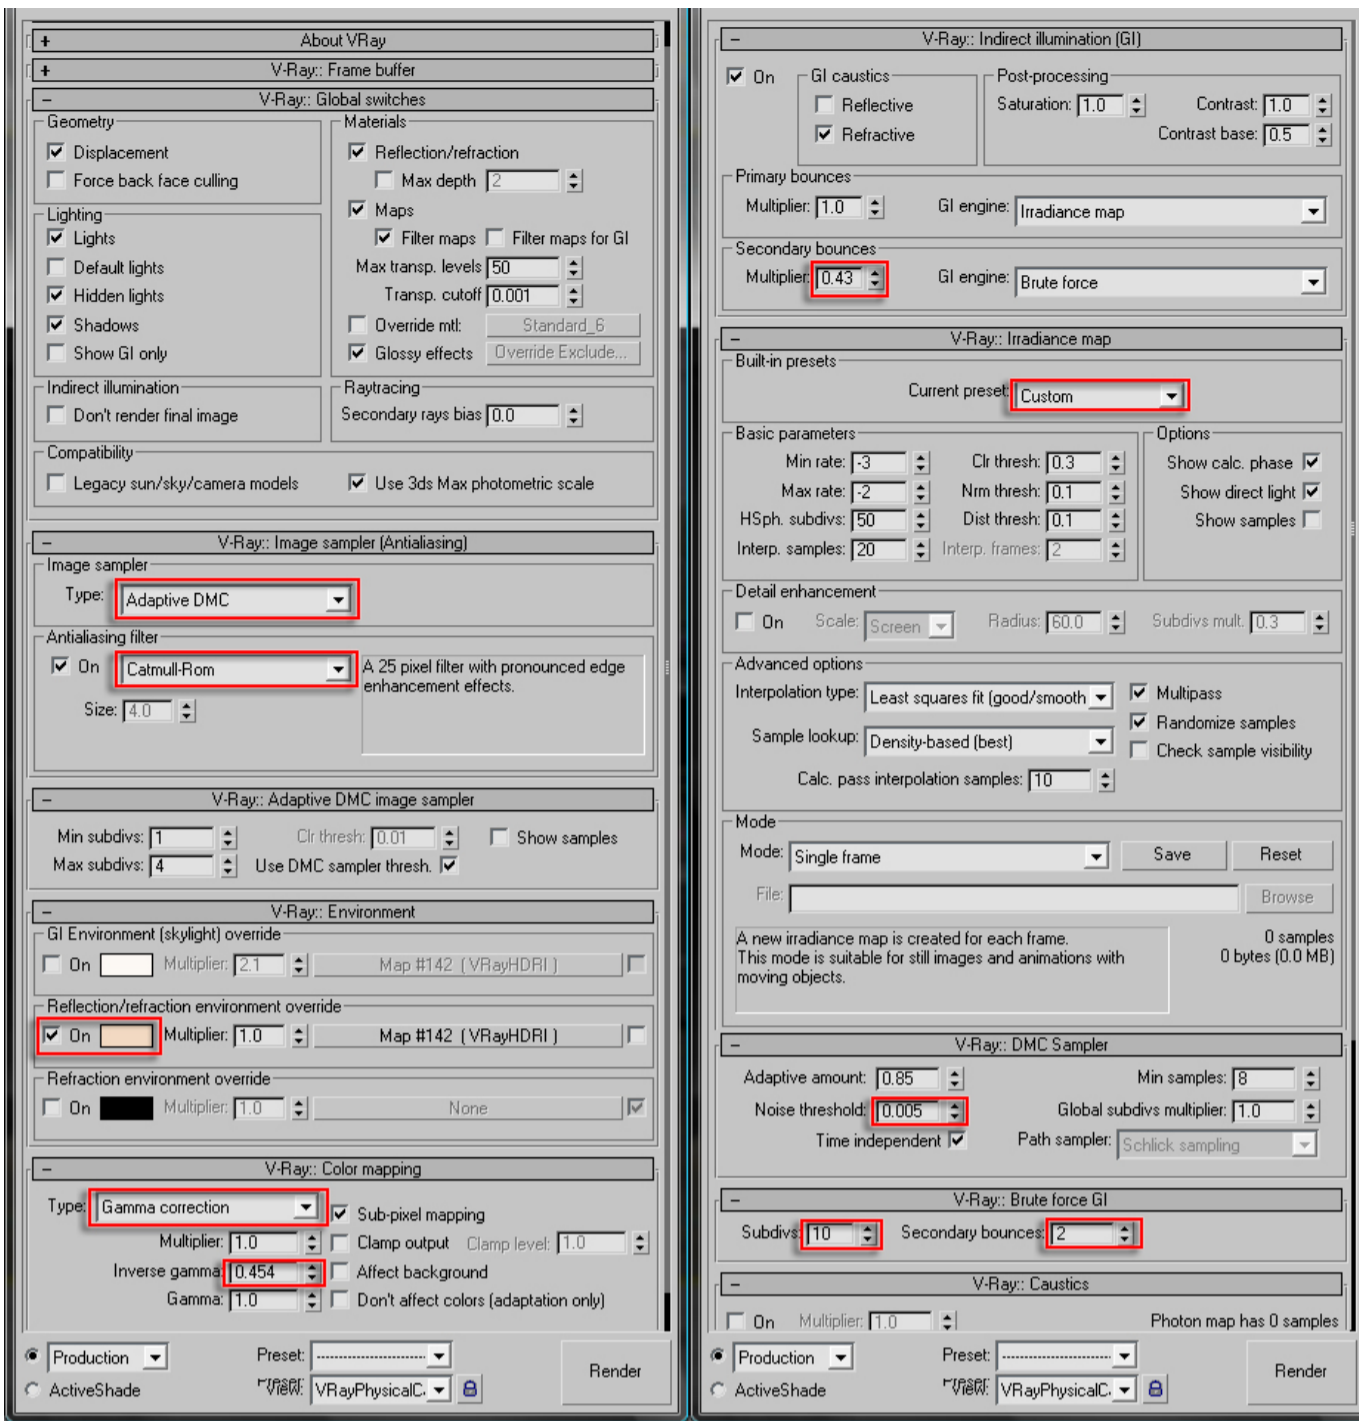 About VRay
V-Ray:: Frame buffer
V-Ray:: Global switches
Geometry
Displacement
Force back face culling
Lighting
Lights
Default lights
Hidden lights
Shadows
Show GI only
Indirect illumination
Don't render final image
Materials
Reflection/refraction
Max depth 2
Maps
Filter maps Filter maps for GI
Max transp. levels 50
Transp. cutoff 0.001
Override mtl: Standard_6
Glossy effects Override Exclude...
Raytracing
Secondary rays bias 0.0
Compatibility
Legacy sun/sky/camera models Use 3ds Max photometric scale
V-Ray:: Image sampler (Antialiasing)
Image sampler
Type: Adaptive DMC
Antialiasing filter
On Catmull-Rom
A 25 pixel filter with pronounced edge
enhancement effects.
Size: 4.0
V-Ray:: Adaptive DMC image sampler
Min subdivs: 1 Clr thresh: 0.01 Show samples
Max subdivs: 4 Use DMC sampler thresh.
V-Ray:: Environment
GI Environment (skylight) override
On Multiplier: 2.1 Map #142 (VRayHDRI)
Reflection/refraction environment override
On Multiplier: 1.0 Map #142 (VRayHDRI)
Refraction environment override
On Multiplier: 1.0 None
V-Ray:: Color mapping
Type: Gamma correction Sub-pixel mapping
Multiplier: 1.0 Clamp output Clamp level: 1.0
Inverse gamma: 0.454 Affect background
Gamma: 1.0 Don't affect colors (adaptation only)
Production Preset: -------------------------
ActiveShade View: VRayPhysicalC.
Render
V-Ray:: Indirect illumination (GI)
On
GI caustics
Reflective
Refractive
Post-processing
Saturation: 1.0 Contrast: 1.0
Contrast base: 0.5
Primary bounces
Multiplier: 1.0 GI engine: Irradiance map
Secondary bounces
Multiplier: 0.43 GI engine: Brute force
V-Ray:: Irradiance map
Built-in presets
Current preset: Custom
Basic parameters
Min rate: -3 Clr thresh: 0.3
Max rate: -2 Nrm thresh: 0.1
HSph. subdivs: 50 Dist thresh: 0.1
Interp. samples: 20 Interp. frames: 2
Options
Show calc. phase
Show direct light
Show samples
Detail enhancement
On Scale: Screen Radius: 60.0 Subdivs mult. 0.3
Advanced options
Interpolation type: Least squares fit (good/smooth Multipass
Randomize samples
Sample lookup: Density-based (best) Check sample visibility
Calc. pass interpolation samples: 10
Mode
Mode: Single frame Save Reset
File: Browse
A new irradiance map is created for each frame.
This mode is suitable for still images and animations with
moving objects.
0 samples
0 bytes (0.0 MB)
V-Ray:: DMC Sampler
Adaptive amount: 0.85 Min samples: 8
Noise threshold: 0.005 Global subdivs multiplier: 1.0
Time independent Path sampler: Schlick sampling
V-Ray:: Brute force GI
Subdivs: 10 Secondary bounces: 2
V-Ray:: Caustics
On Multiplier: 1.0 Photon map has 0 samples
Production Preset: -------------------------
ActiveShade View: VRayPhysicalC.
Render